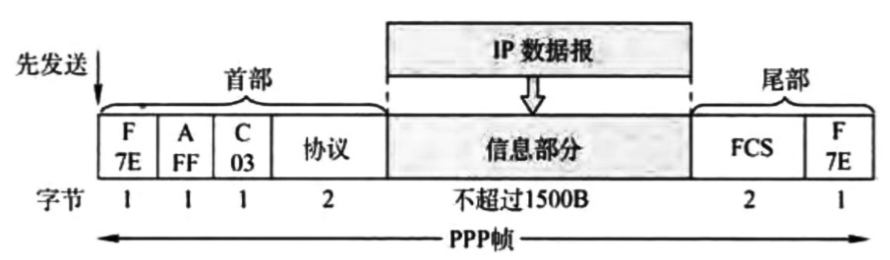 IP 数据报
先发送
首部
尾部
F A C 协议 信息部分 FCS F
7E FF 03 7E
字节 1 1 1 2 不超过1500B 2 1
PPP帧